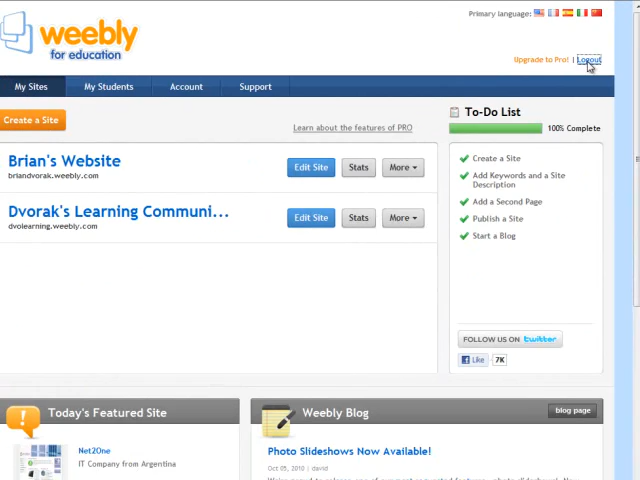 Primary language:
weebly
for education
Upgrade to Pro! | Logout
My Sites
My Students
Account
Support
Create a Site
Learn about the features of PRO
Brian's Website
briandvorak.weebly.com
Edit Site
Stats
More
Dvorak's Learning Communi...
dvolearning.weebly.com
Edit Site
Stats
More
To-Do List
100% Complete
Create a Site
Add Keywords and a Site
Description
Add a Second Page
Publish a Site
Start a Blog
FOLLOW US ON twitter
Like
7K
Today's Featured Site
Net2One
IT Company from Argentina
Weebly Blog
blog page
Photo Slideshows Now Available!
Oct 05, 2010 | david